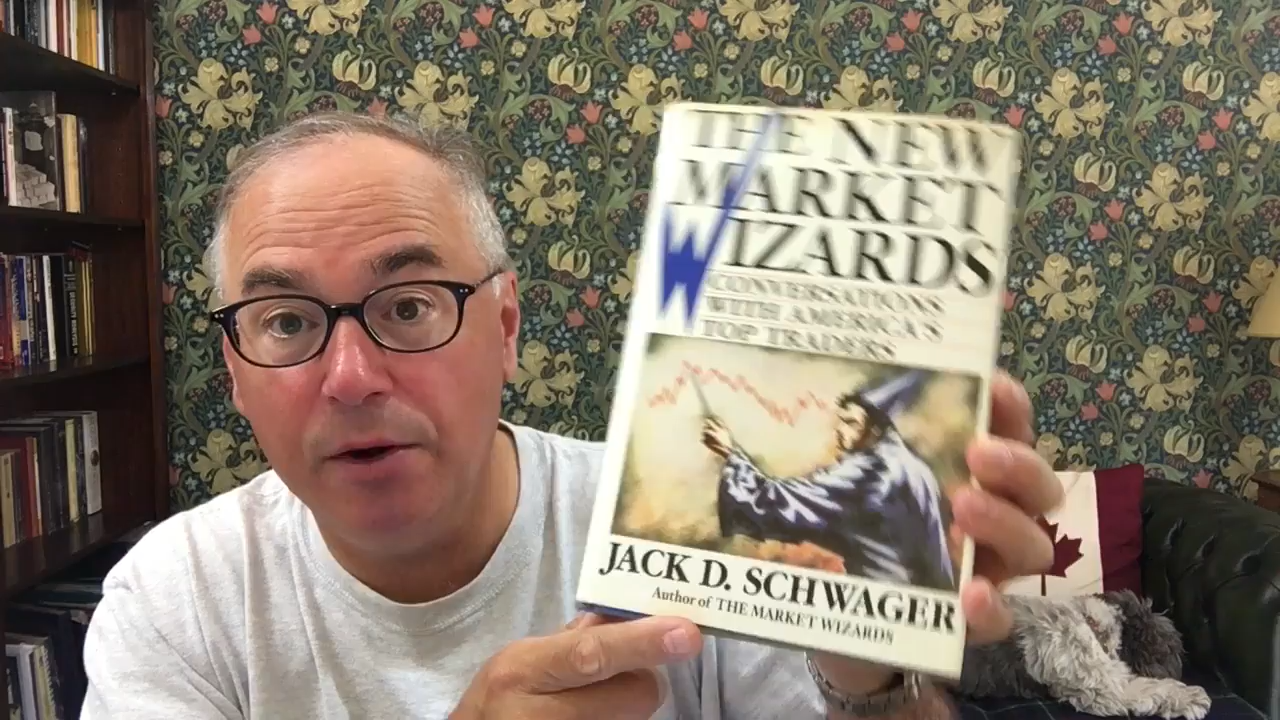 THE NEW
MARKET
WIZARDS
CONVERSATIONS
WITH AMERICA'S
TOP TRADERS
JACK D. SCHWAGER
Author of THE MARKET WIZARDS